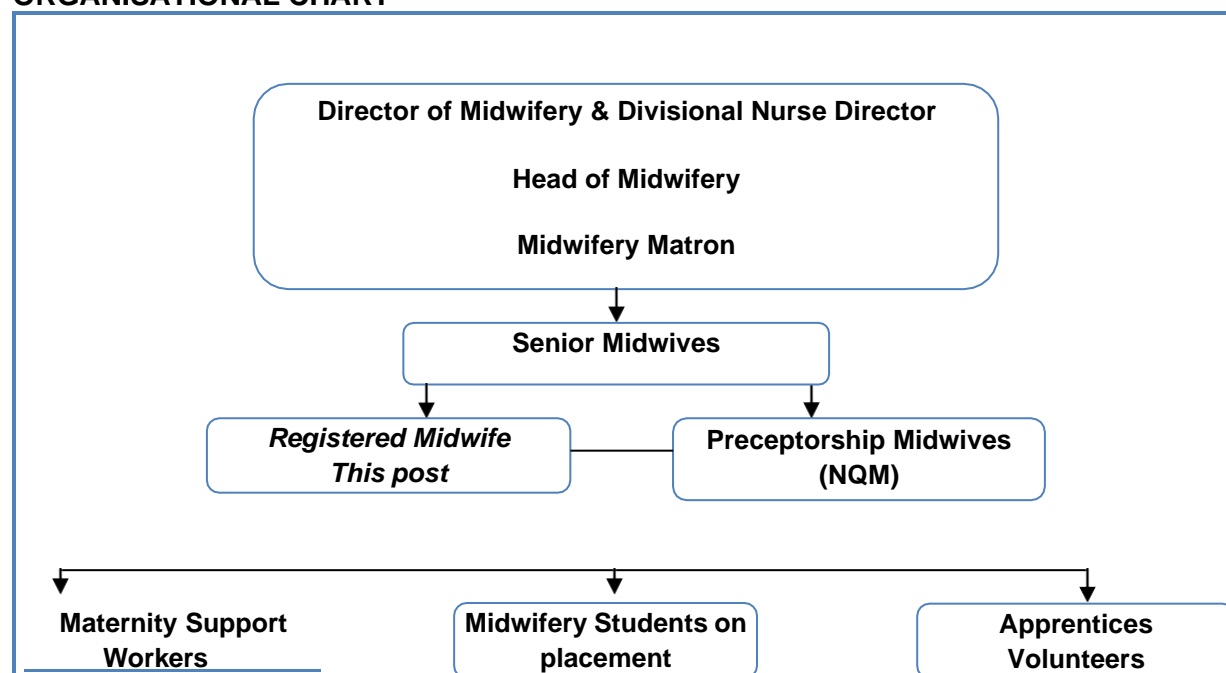 ORGANISATIONAL CHART
Director of Midwifery & Divisional Nurse Director
Head of Midwifery
Midwifery Matron
Senior Midwives
Registered Midwife
This post
Preceptorship Midwives
(NQM)
Maternity Support
Workers
Midwifery Students on
placement
Apprentices
Volunteers